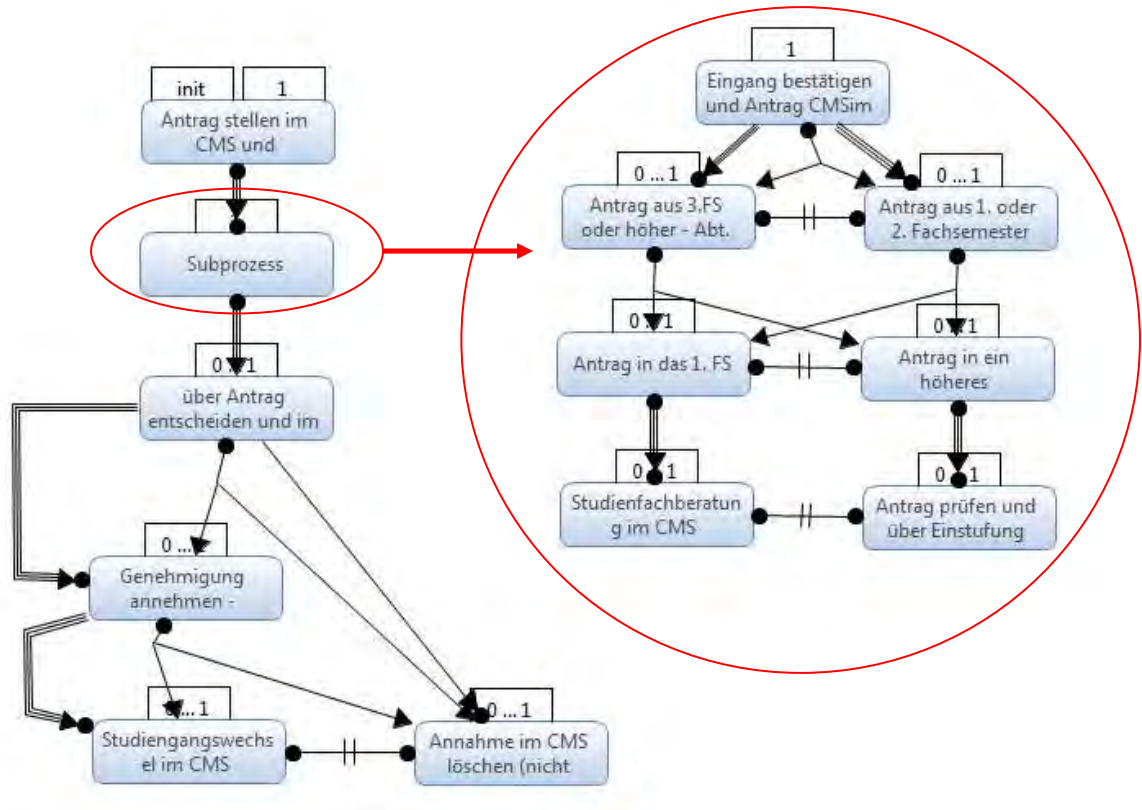 init
1
Antrag stellen im
CMS und
Subprozess
0 1
über Antrag
entscheiden und im
0 ...
Genehmigung
annehmen -
... 1
Studiengangswechs
el im CMS
0 ... 1
Annahme im CMS
löschen (nicht
1
Eingang bestätigen
und Antrag CMSim
0 ... 1
Antrag aus 3.FS
oder höher - Abt.
0 ... 1
Antrag aus 1. oder
2. Fachsemester
0 1
Antrag in das 1. FS
0 1
Antrag in ein
höheres
0 1
Studienfachberatun
g im CMS
0 1
Antrag prüfen und
über Einstufung